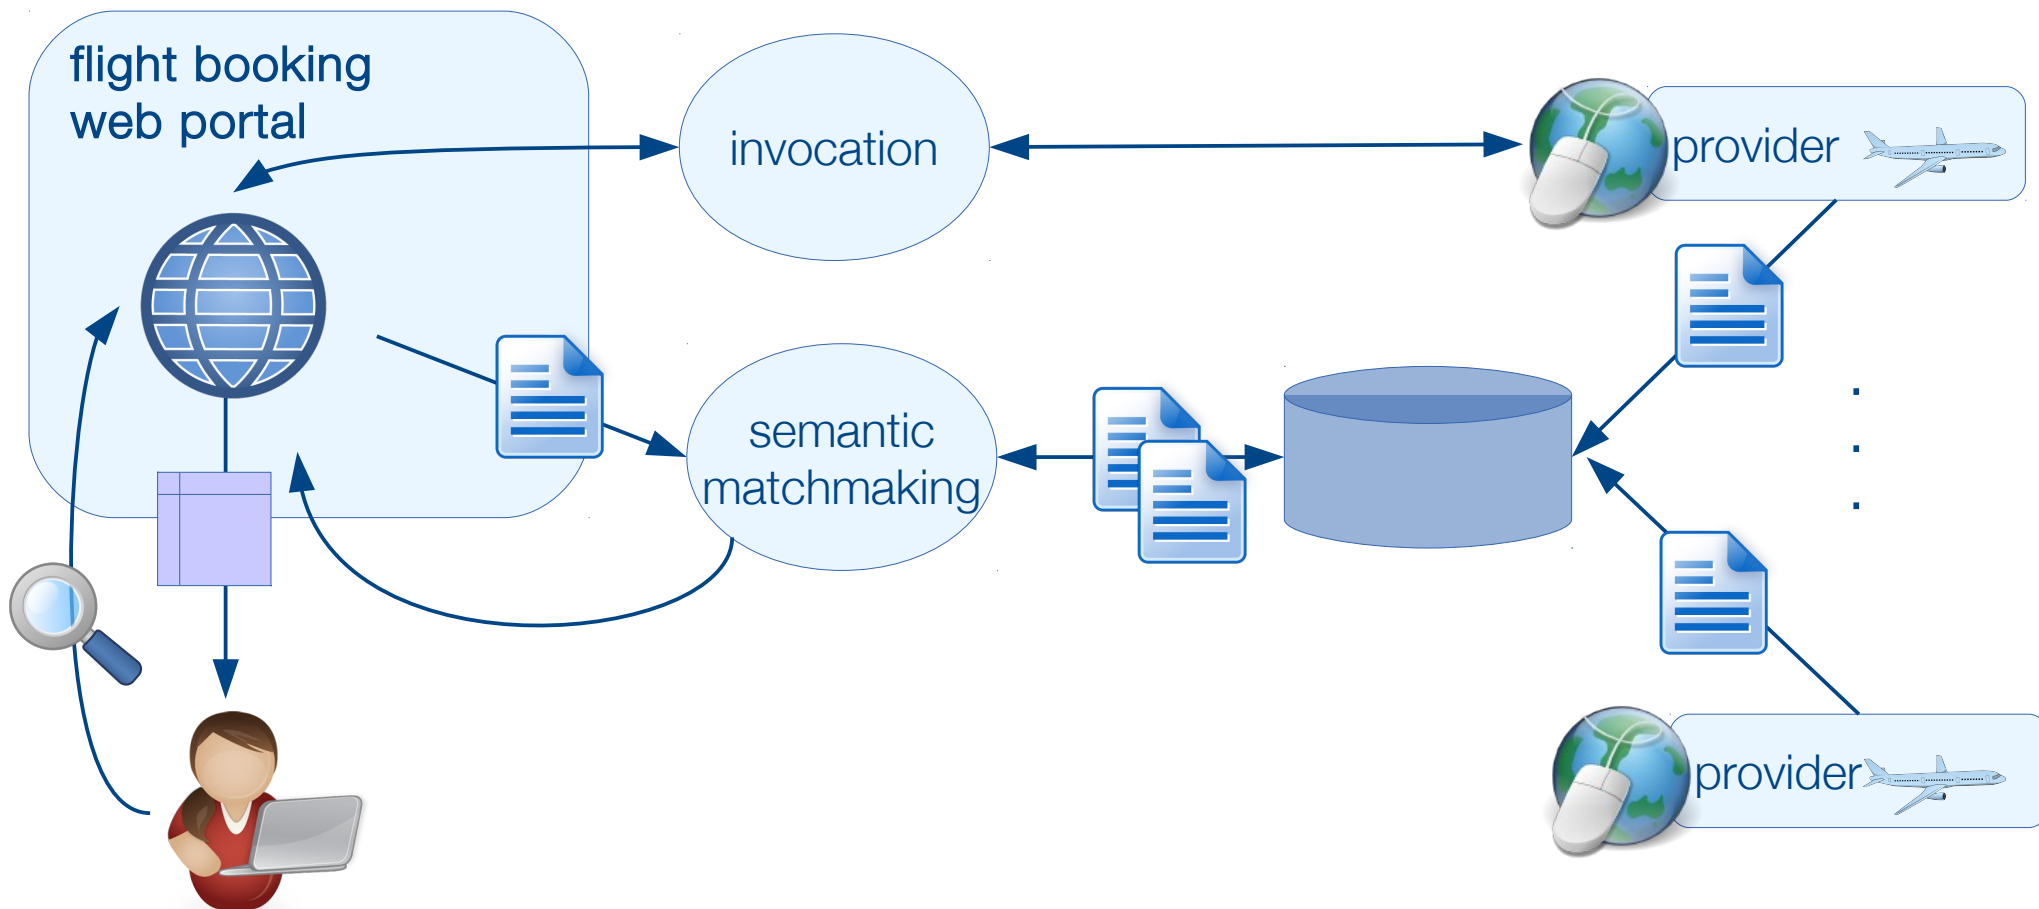 flight booking
web portal
invocation
provider
semantic
matchmaking
provider